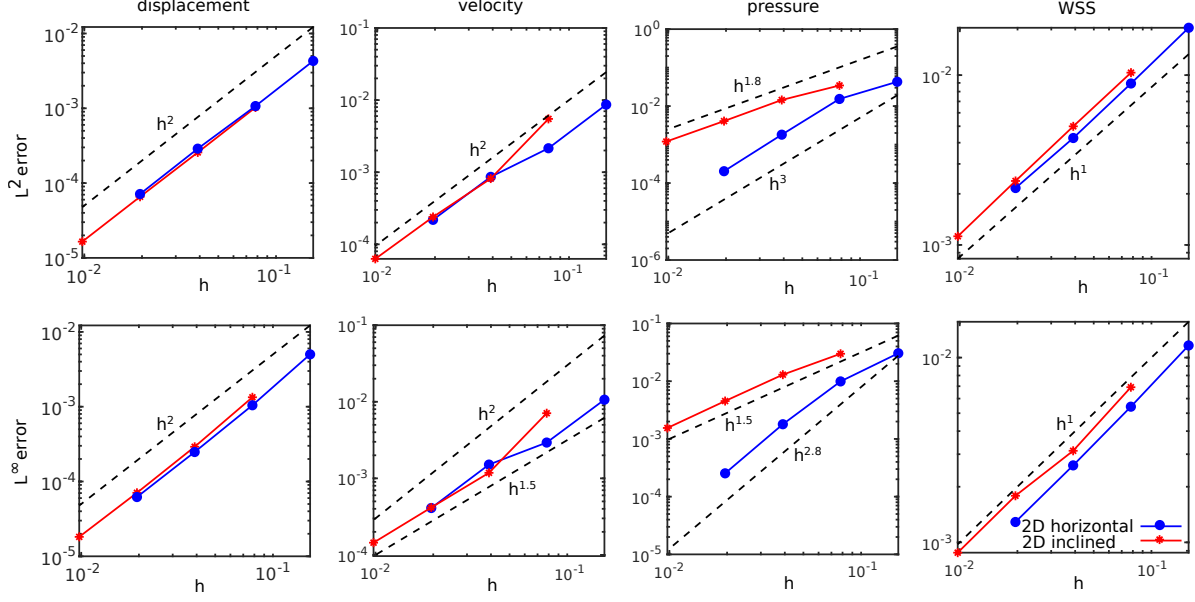 displacement
velocity
pressure
WSS
L² error
10⁻²
10⁻³
10⁻⁴
10⁻⁵
h²
10⁻² 10⁻¹
h
10⁻¹
10⁻²
10⁻³
10⁻⁴
h²
10⁻² 10⁻¹
h
10⁰
10⁻²
10⁻⁴
10⁻⁶
h¹·⁸
h³
10⁻² 10⁻¹
h
10⁻²
10⁻³
h¹
10⁻² 10⁻¹
h
L∞ error
10⁻²
10⁻³
10⁻⁴
10⁻⁵
h²
10⁻² 10⁻¹
h
10⁻¹
10⁻²
10⁻³
10⁻⁴
h²
h¹·⁵
10⁻² 10⁻¹
h
10⁻¹
10⁻²
10⁻³
10⁻⁴
10⁻⁵
h¹·⁵
h²·⁸
10⁻² 10⁻¹
h
10⁻²
10⁻³
h¹
2D horizontal
2D inclined
10⁻² 10⁻¹
h